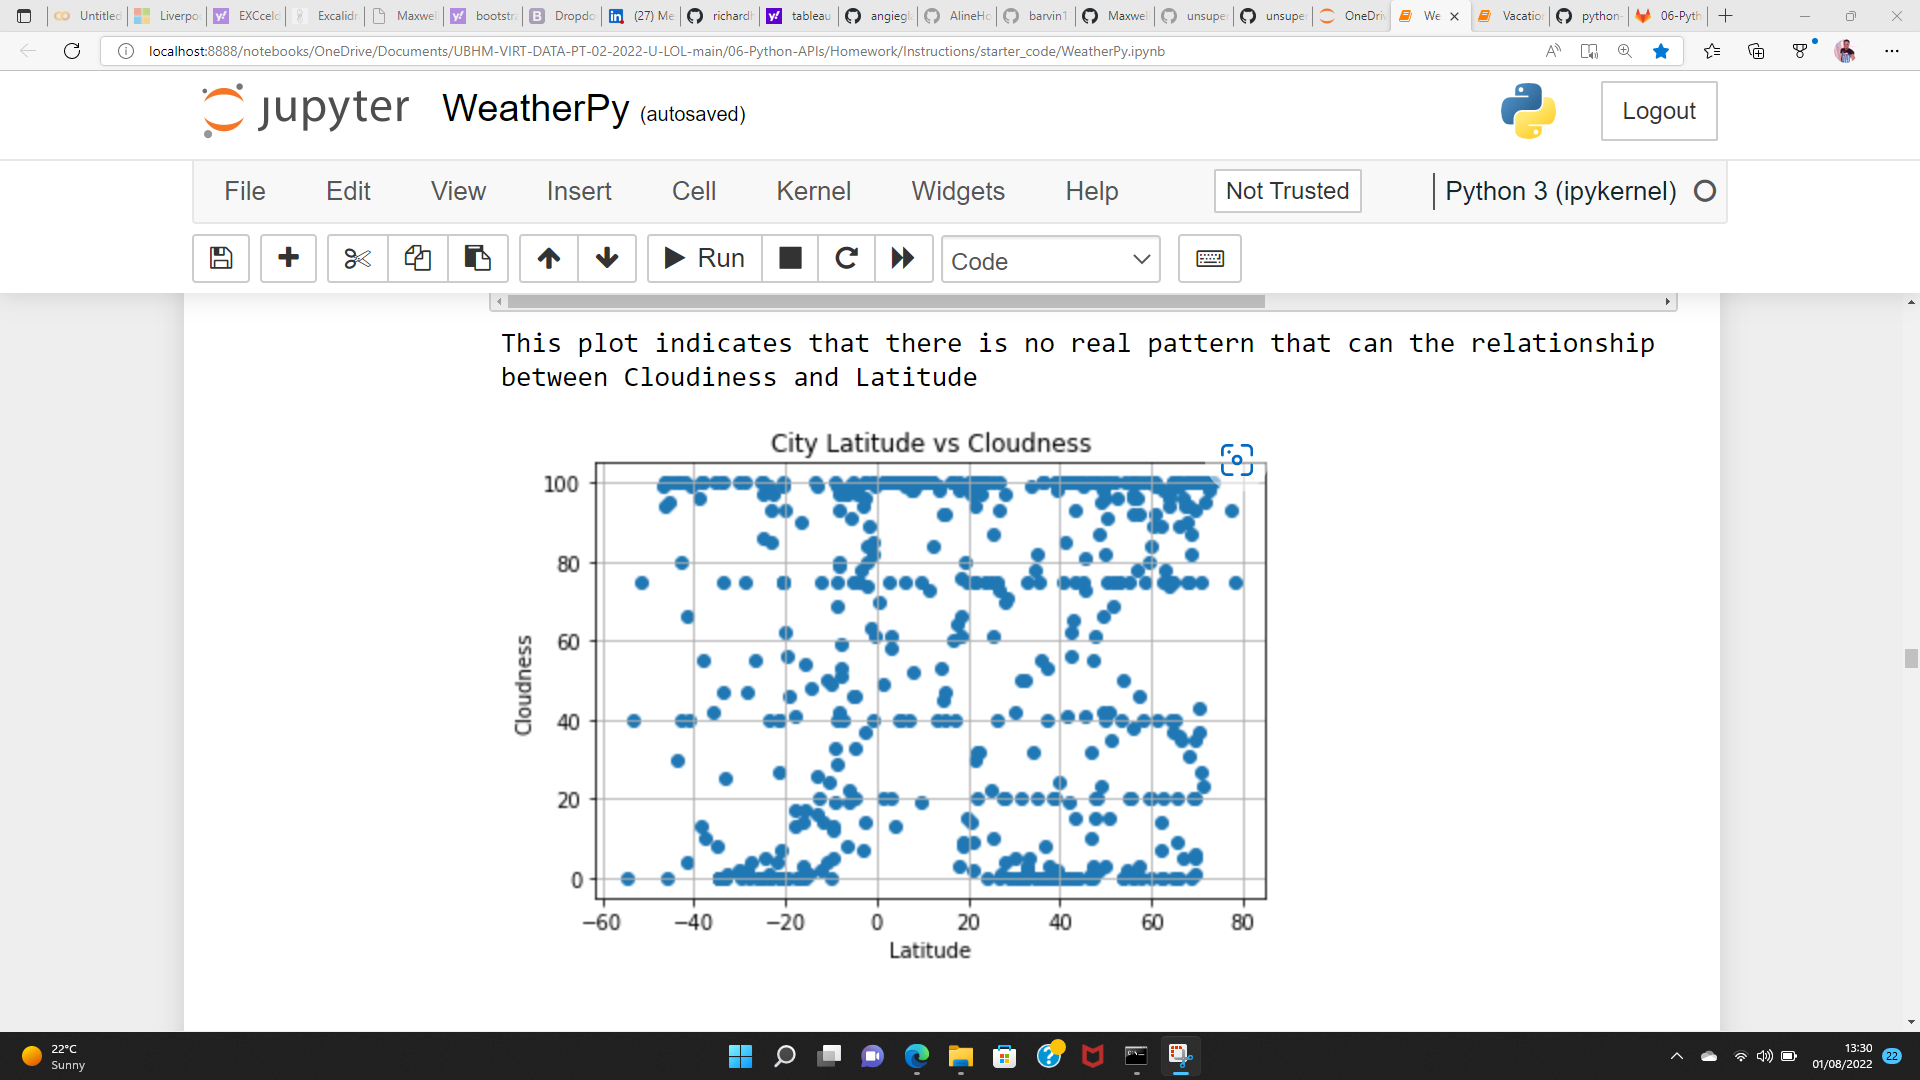 Untitled
Liverpo
EXCceld
Excalidr
Maxwel
bootstra
Dropdo
(27) Me
richardh
tableau
angiegl
AlineHo
barvin1
Maxwel
unsuper
unsuper
OneDriv
We
Vacatio
python-
06-Pyth
localhost:8888/notebooks/OneDrive/Documents/UBHM-VIRT-DATA-PT-02-2022-U-LOL-main/06-Python-APIs/Homework/Instructions/starter_code/WeatherPy.ipynb
jupyter WeatherPy (autosaved) Logout
File Edit View Insert Cell Kernel Widgets Help Not Trusted Python 3 (ipykernel)
Run Code
This plot indicates that there is no real pattern that can the relationship
between Cloudiness and Latitude
City Latitude vs Cloudness
100
80
60
40
20
0
Cloudness
−60 −40 −20 0 20 40 60 80
Latitude
22°C
Sunny
13:30
01/08/2022
22